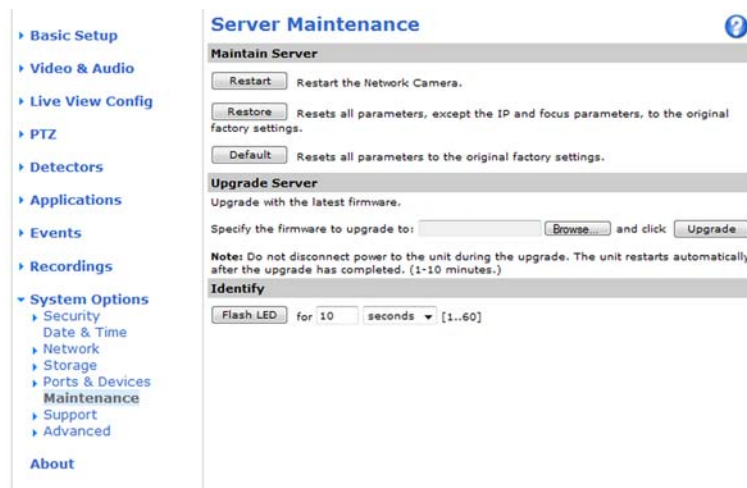 Basic Setup
Video & Audio
Live View Config
PTZ
Detectors
Applications
Events
Recordings
System Options
Security
Date & Time
Network
Storage
Ports & Devices
Maintenance
Support
Advanced
About
Server Maintenance
?
Maintain Server
Restart Restart the Network Camera.
Restore Resets all parameters, except the IP and focus parameters, to the original
factory settings.
Default Resets all parameters to the original factory settings.
Upgrade Server
Upgrade with the latest firmware.
Specify the firmware to upgrade to: Browse... and click Upgrade
Note: Do not disconnect power to the unit during the upgrade. The unit restarts automatically
after the upgrade has completed. (1-10 minutes.)
Identify
Flash LED for 10 seconds [1..60]